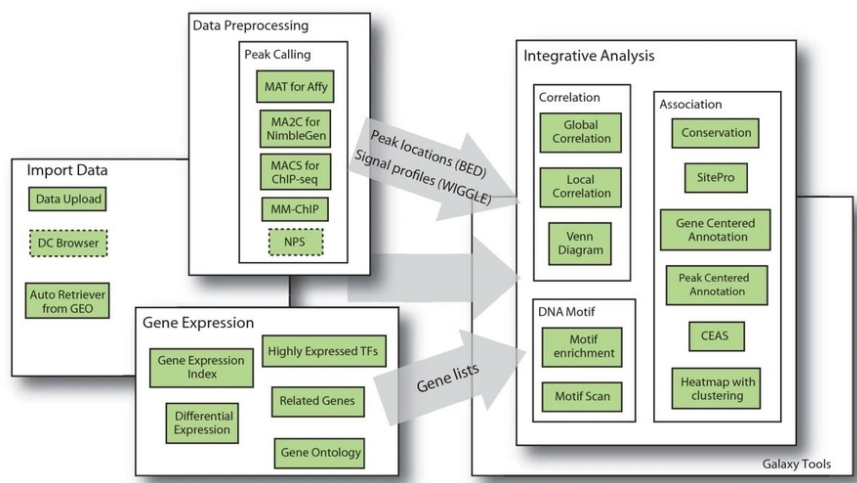 Data Preprocessing
Peak Calling
MAT for Affy
MA2C for
NimbleGen
MACS for
ChIP-seq
MM-ChIP
NPS
Import Data
Data Upload
DC Browser
Auto Retriever
from GEO
Gene Expression
Gene Expression
Index
Differential
Expression
Highly Expressed TFs
Related Genes
Gene Ontology
Peak locations (BED)
Signal profiles (WIGGLE)
Gene lists
Integrative Analysis
Correlation
Global
Correlation
Local
Correlation
Venn
Diagram
DNA Motif
Motif
enrichment
Motif Scan
Association
Conservation
SitePro
Gene Centered
Annotation
Peak Centered
Annotation
CEAS
Heatmap with
clustering
Galaxy Tools